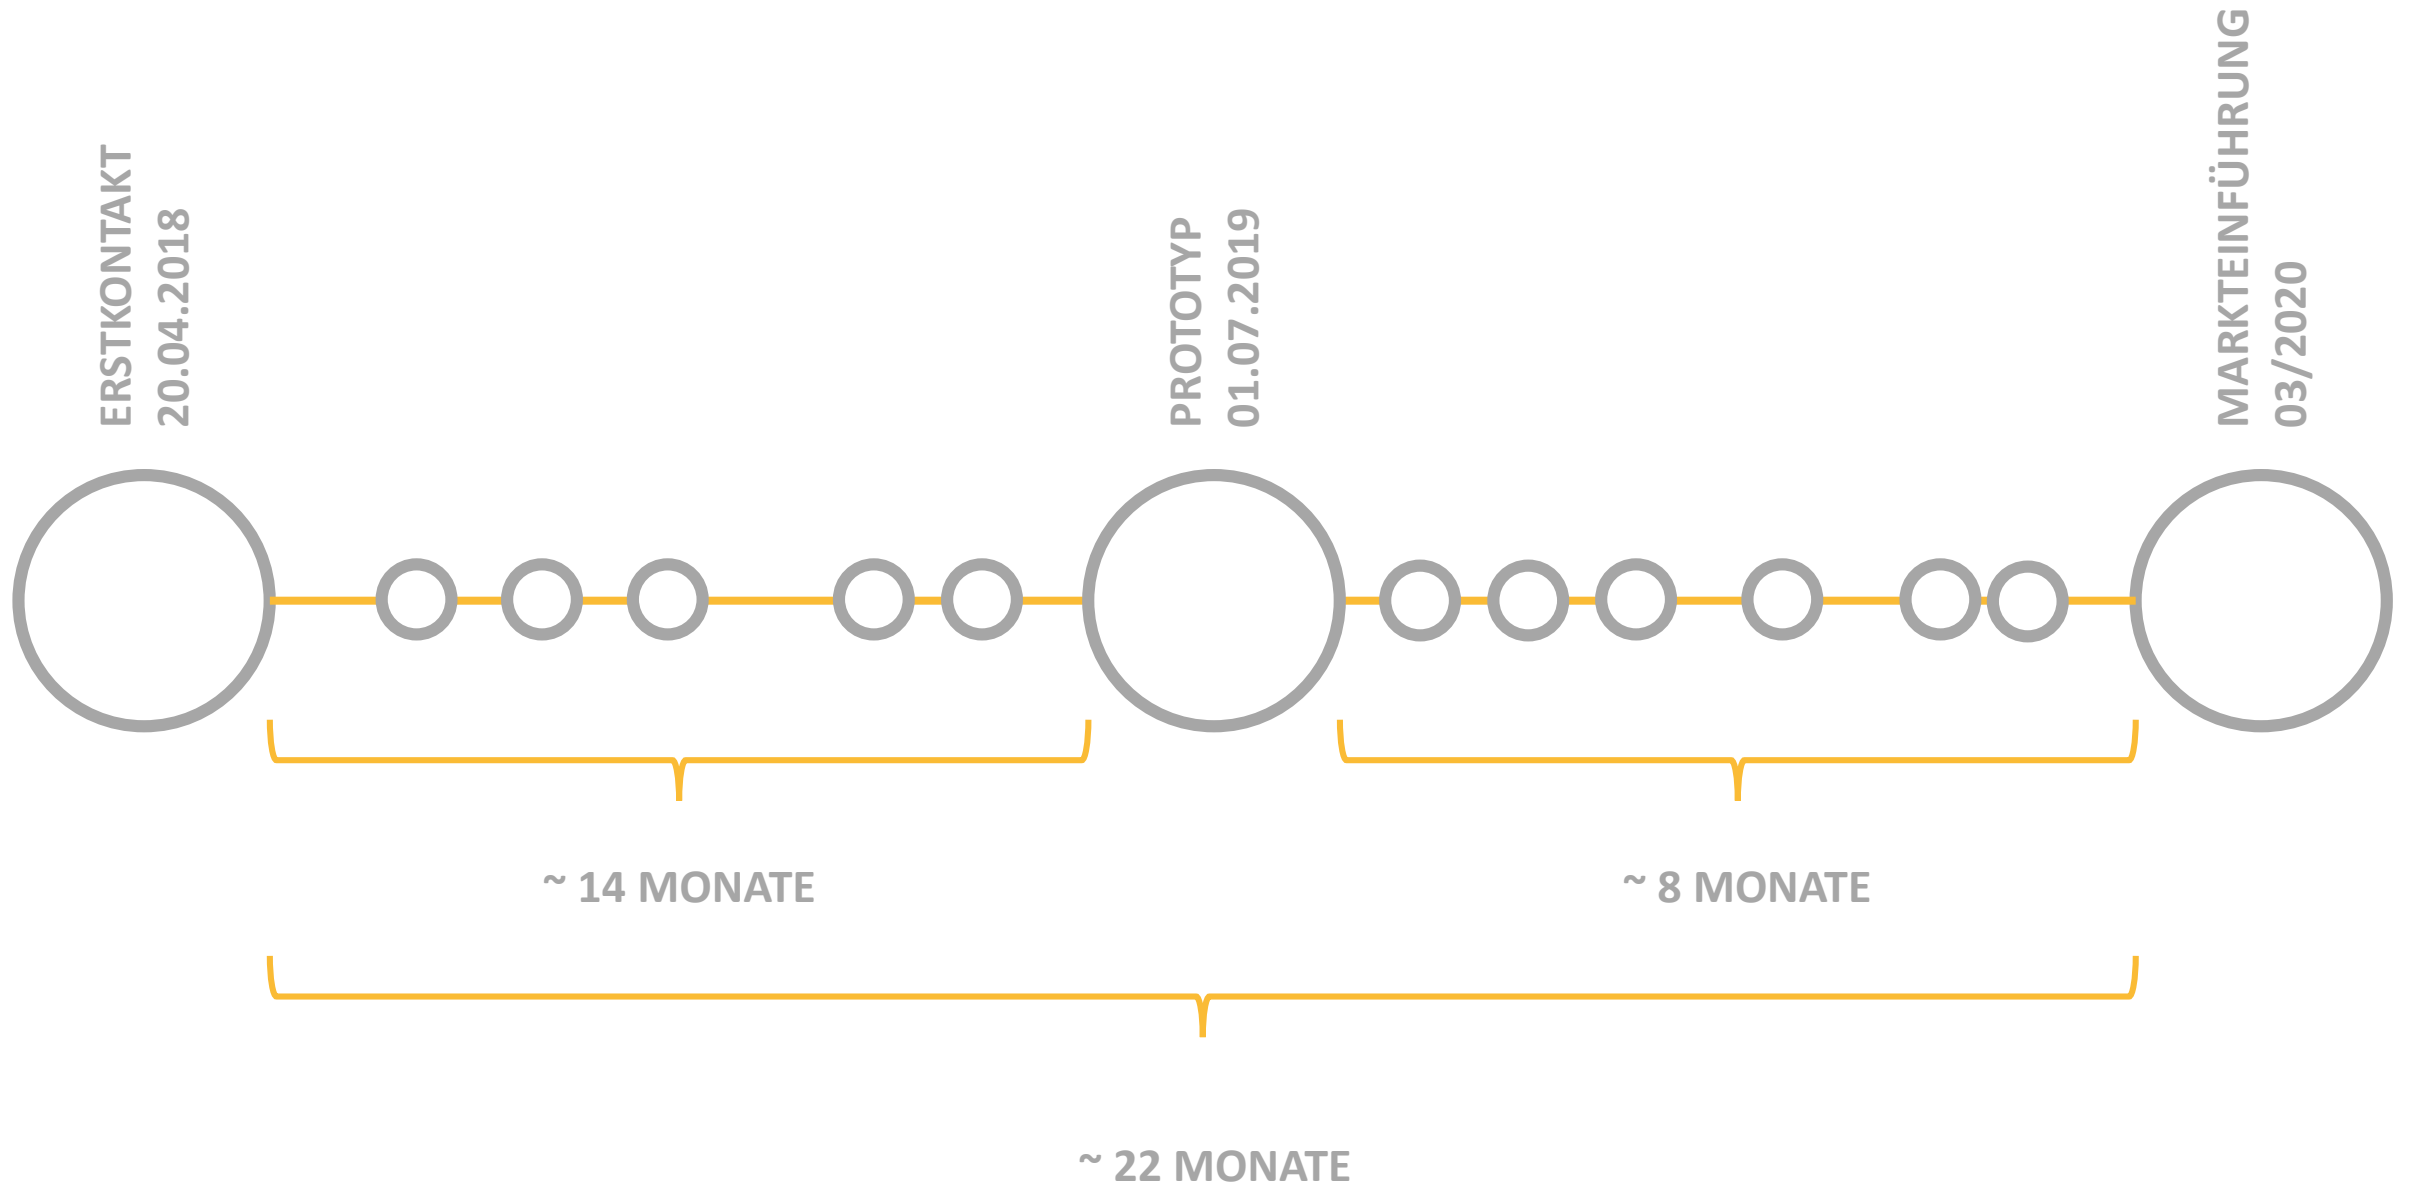 ERSTKONTAKT
20.04.2018
PROTOTYP
01.07.2019
MARKTEINFÜHRUNG
03/2020
~ 14 MONATE
~ 8 MONATE
~ 22 MONATE